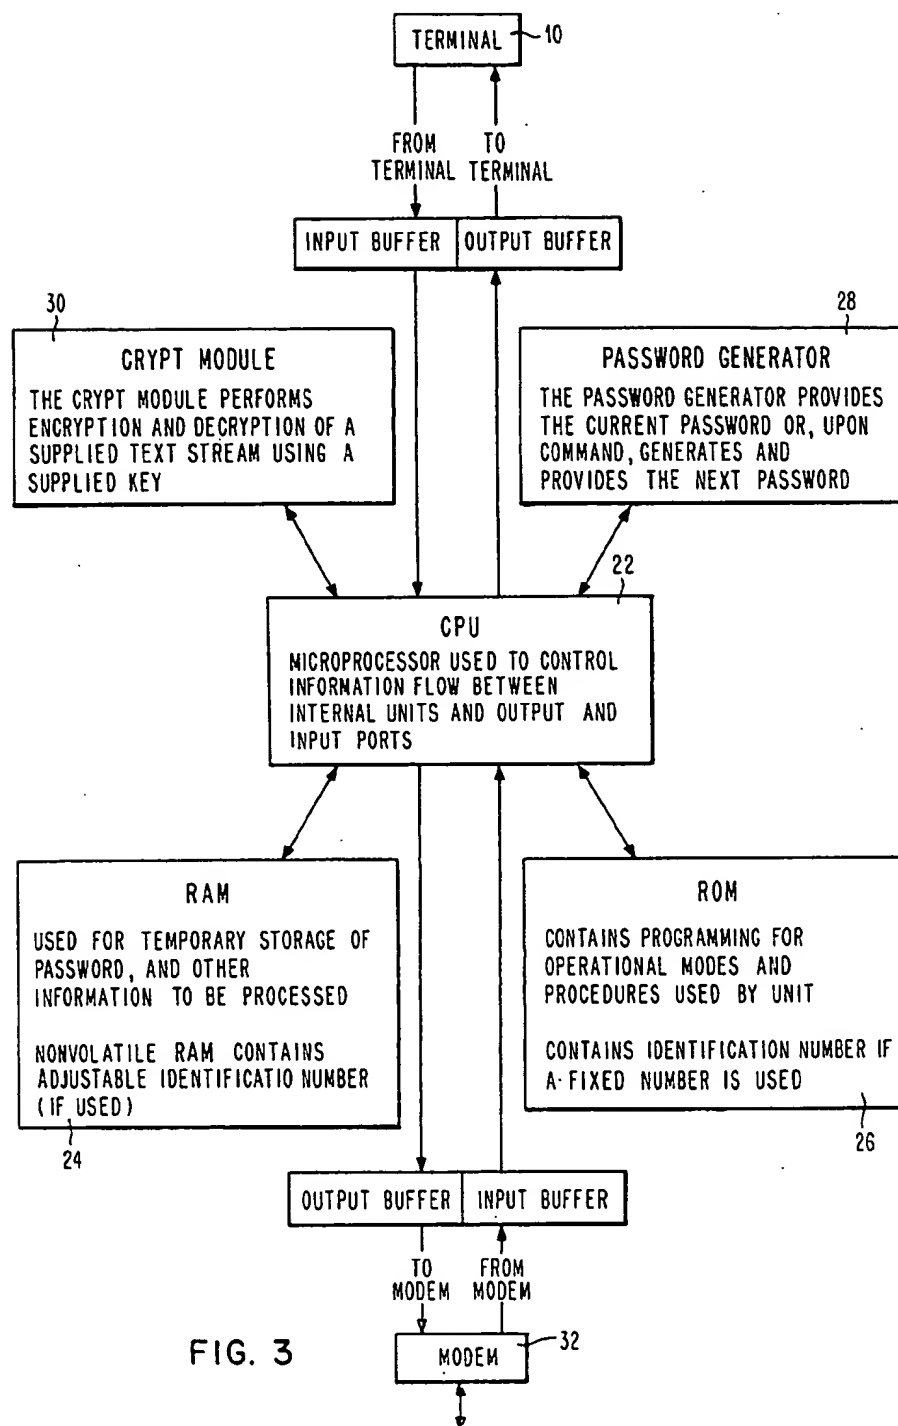 TERMINAL
10
FROM TERMINAL
TO TERMINAL
INPUT BUFFER
OUTPUT BUFFER
30
CRYPT MODULE
THE CRYPT MODULE PERFORMS
ENCRYPTION AND DECRYPTION OF A
SUPPLIED TEXT STREAM USING A
SUPPLIED KEY
28
PASSWORD GENERATOR
THE PASSWORD GENERATOR PROVIDES
THE CURRENT PASSWORD OR, UPON
COMMAND, GENERATES AND
PROVIDES THE NEXT PASSWORD
22
CPU
MICROPROCESSOR USED TO CONTROL
INFORMATION FLOW BETWEEN
INTERNAL UNITS AND OUTPUT AND
INPUT PORTS
RAM
USED FOR TEMPORARY STORAGE OF
PASSWORD, AND OTHER
INFORMATION TO BE PROCESSED
NONVOLATILE RAM CONTAINS
ADJUSTABLE IDENTIFICATIO NUMBER
(IF USED)
24
ROM
CONTAINS PROGRAMMING FOR
OPERATIONAL MODES AND
PROCEDURES USED BY UNIT
CONTAINS IDENTIFICATION NUMBER IF
A FIXED NUMBER IS USED
26
OUTPUT BUFFER
INPUT BUFFER
TO MODEM
FROM MODEM
MODEM
32
FIG. 3